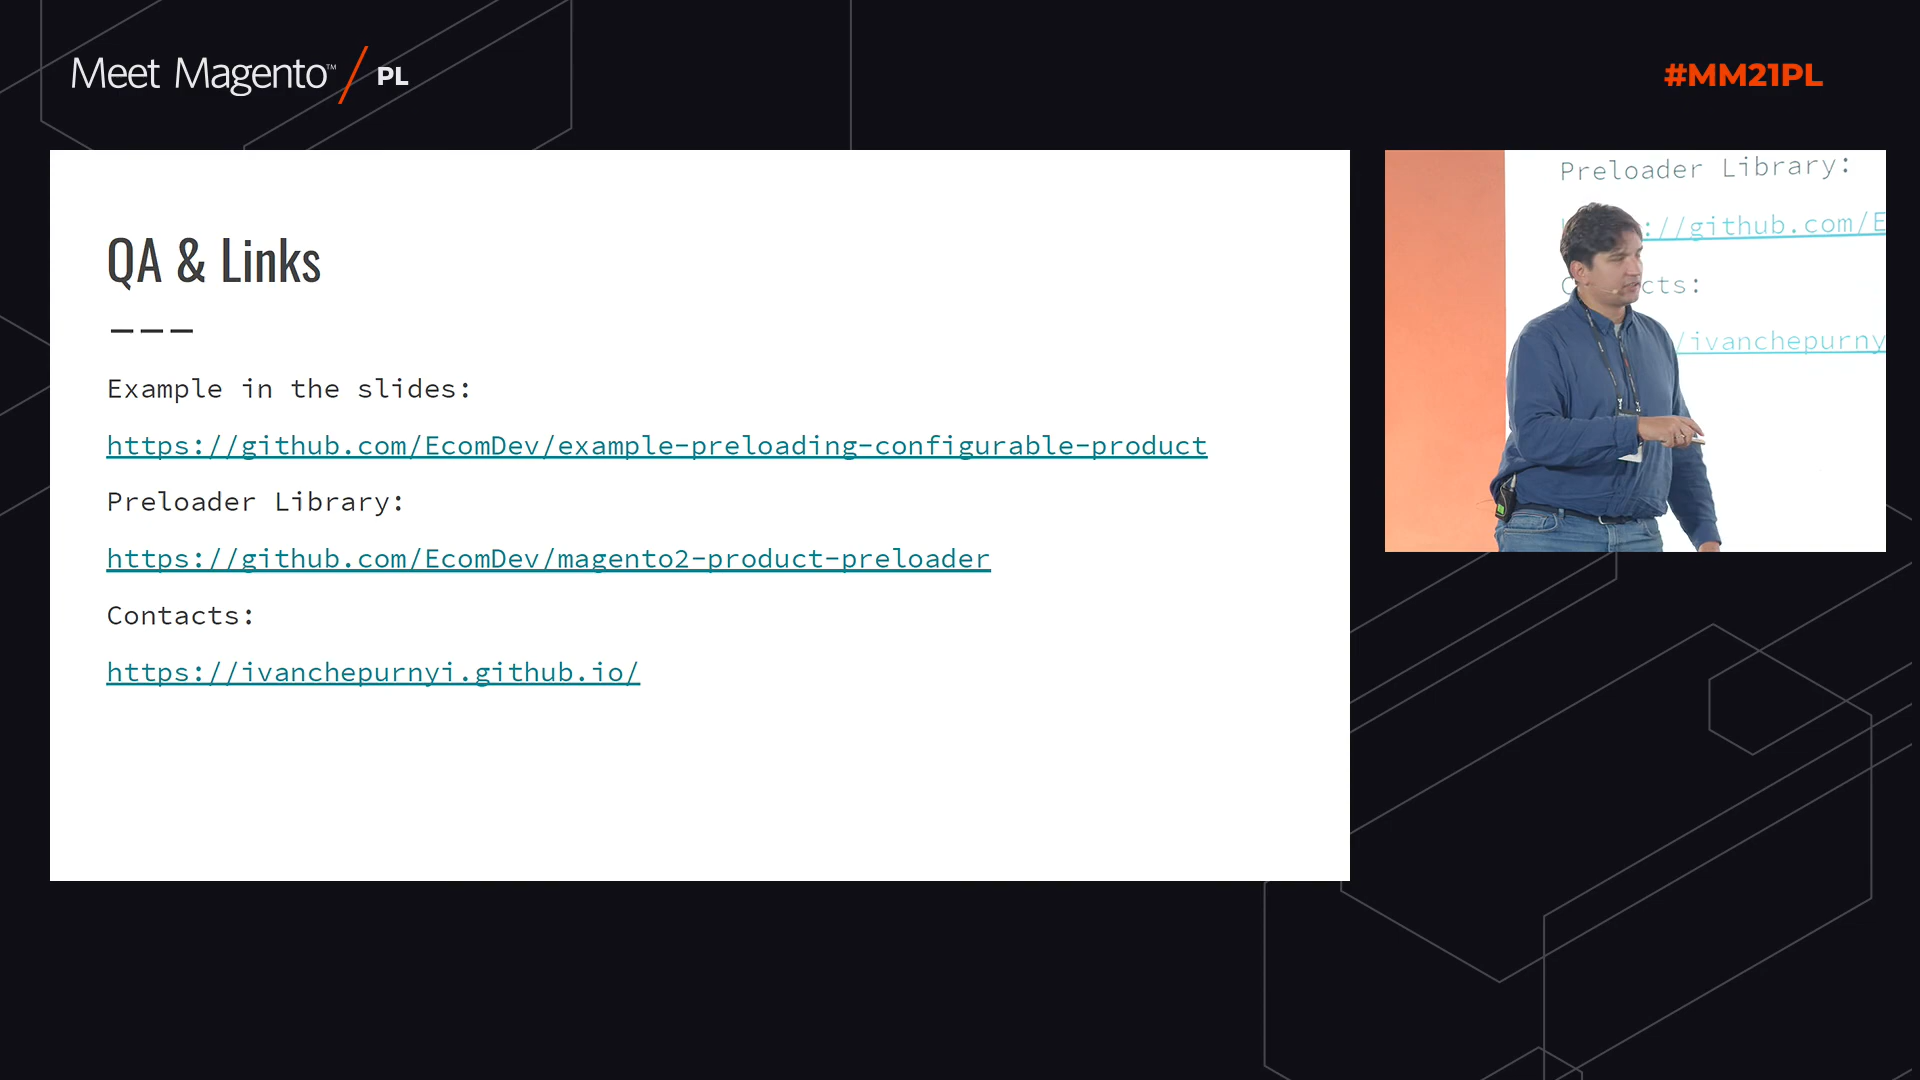 Meet Magento™ / PL
#MM21PL
QA & Links
Example in the slides:
https://github.com/EcomDev/example-preloading-configurable-product
Preloader Library:
https://github.com/EcomDev/magento2-product-preloader
Contacts:
https://ivanchepurnyi.github.io/
Preloader Library:
://github.com/E
cts:
/ivanchepurny